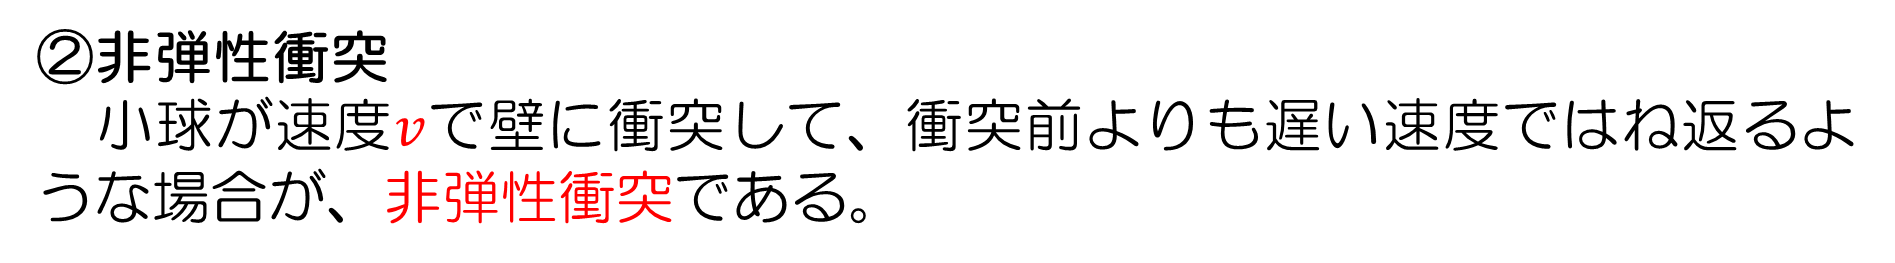 ②非弾性衝突
小球が速度vで壁に衝突して、衝突前よりも遅い速度ではね返るよ
うな場合が、非弾性衝突である。